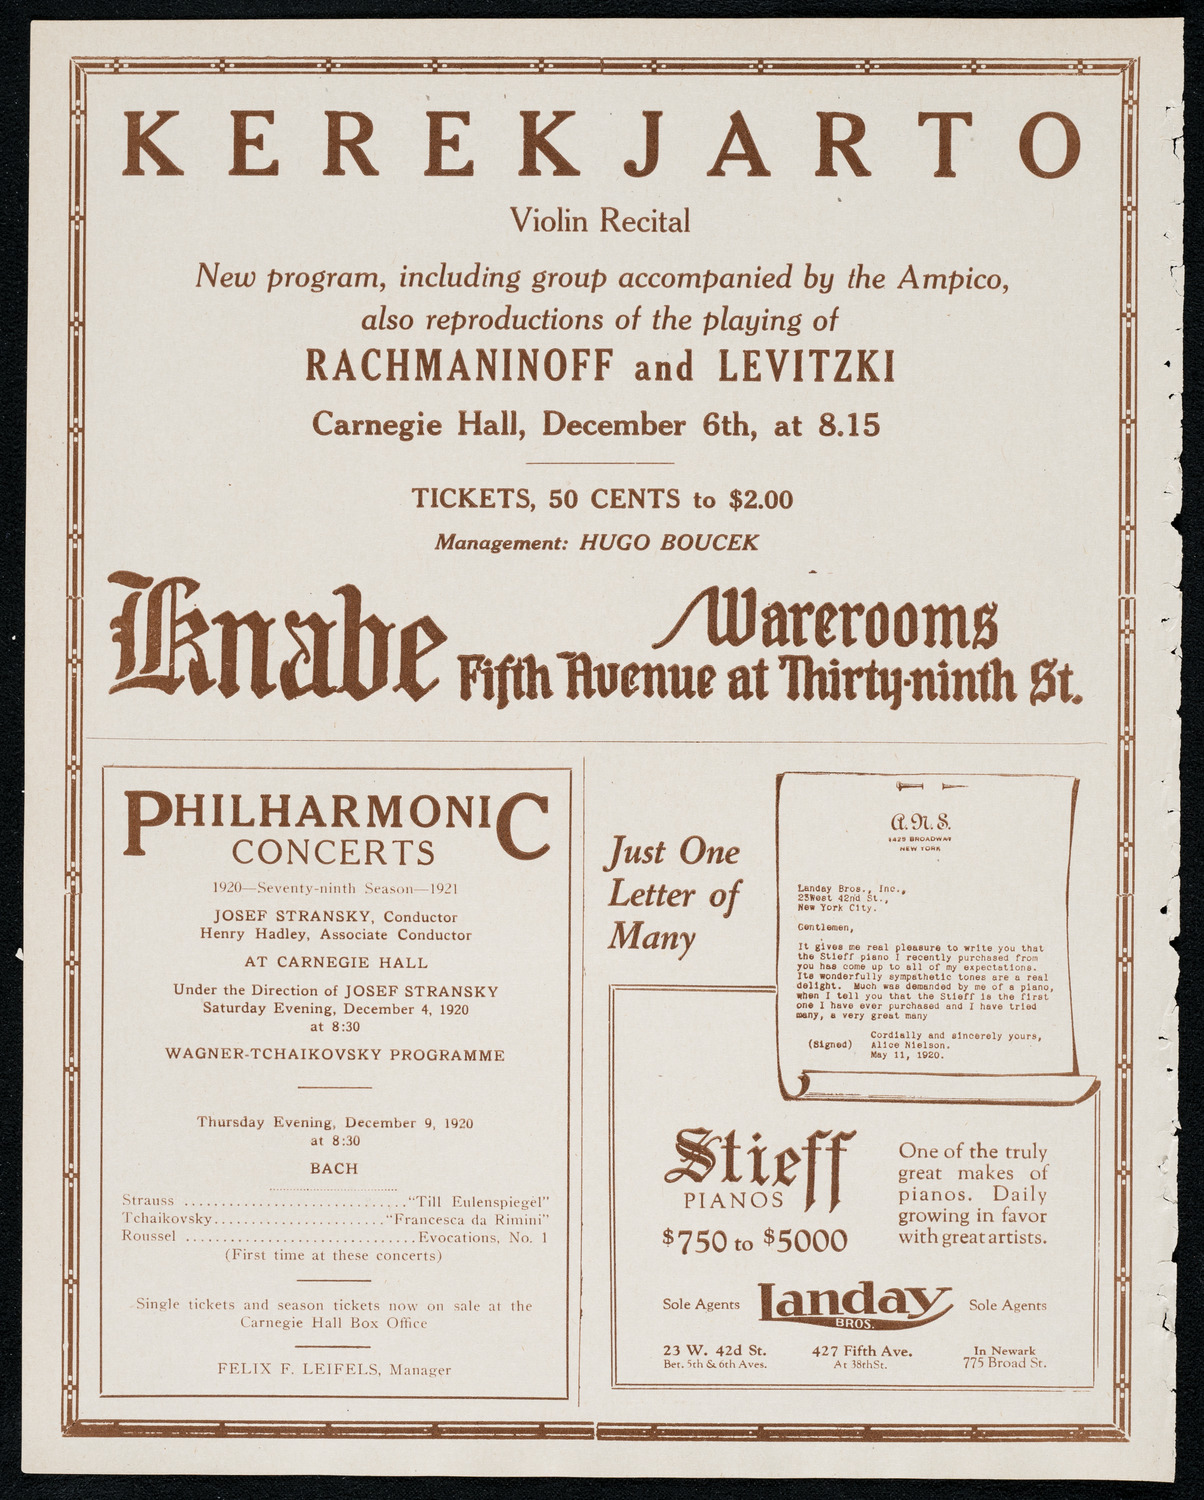 KEREKJARTO
Violin Recital
New program, including group accompanied by the Ampico,
also reproductions of the playing of
RACHMANINOFF and LEVITZKI
Carnegie Hall, December 6th, at 8.15
TICKETS, 50 CENTS to $2.00
Management: HUGO BOUCEK
Knabe Warerooms
Fifth Avenue at Thirty-ninth St.
PHILHARMONIC
CONCERTS
1920—Seventy-ninth Season—1921
JOSEF STRANSKY, Conductor
Henry Hadley, Associate Conductor
AT CARNEGIE HALL
Under the Direction of JOSEF STRANSKY
Saturday Evening, December 4, 1920
at 8:30
WAGNER-TCHAIKOVSKY PROGRAMME
Thursday Evening, December 9, 1920
at 8:30
BACH
Strauss ............................."Till Eulenspiegel"
Tchaikovsky......................"Francesca da Rimini"
Roussel ..............................Evocations, No. 1
(First time at these concerts)
Single tickets and season tickets now on sale at the
Carnegie Hall Box Office
FELIX F. LEIFELS, Manager
Just One
Letter of
Many
A. N. S.
1425 BROADWAY
NEW YORK
Landay Bros., Inc.,
23West 42nd St.,
New York City.
Gentlemen,
It gives me real pleasure to write you that
the Stieff piano I recently purchased from
you has come up to all of my expectations.
Its wonderfully sympathetic tones are a real
delight. Much was demanded by me of a piano,
when I tell you that the Stieff is the first
one I have ever purchased and I have tried
many, a very great many
Cordially and sincerely yours,
(Signed) Alice Nielson.
May 11, 1920.
Stieff
PIANOS
$750 to $5000
One of the truly
great makes of
pianos. Daily
growing in favor
with great artists.
Sole Agents Landay Sole Agents
BROS.
23 W. 42d St. 427 Fifth Ave. In Newark
Bet. 5th & 6th Aves. At 38th St. 775 Broad St.